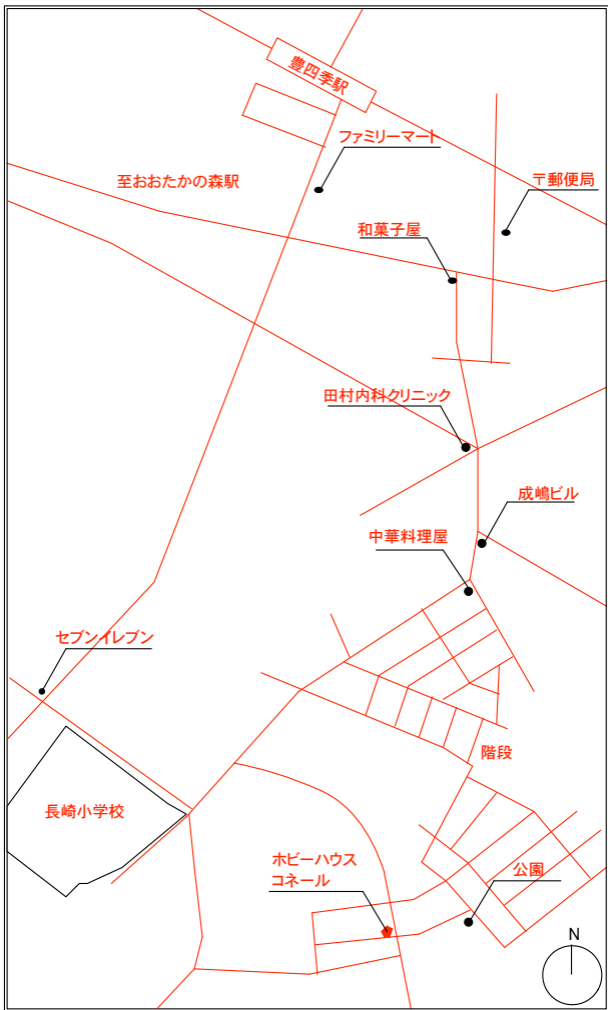 豊四季駅
ファミリーマート
至おおたかの森駅
〒郵便局
和菓子屋
田村内科クリニック
成嶋ビル
中華料理屋
セブンイレブン
階段
長崎小学校
ホビーハウス
コネール
公園
N